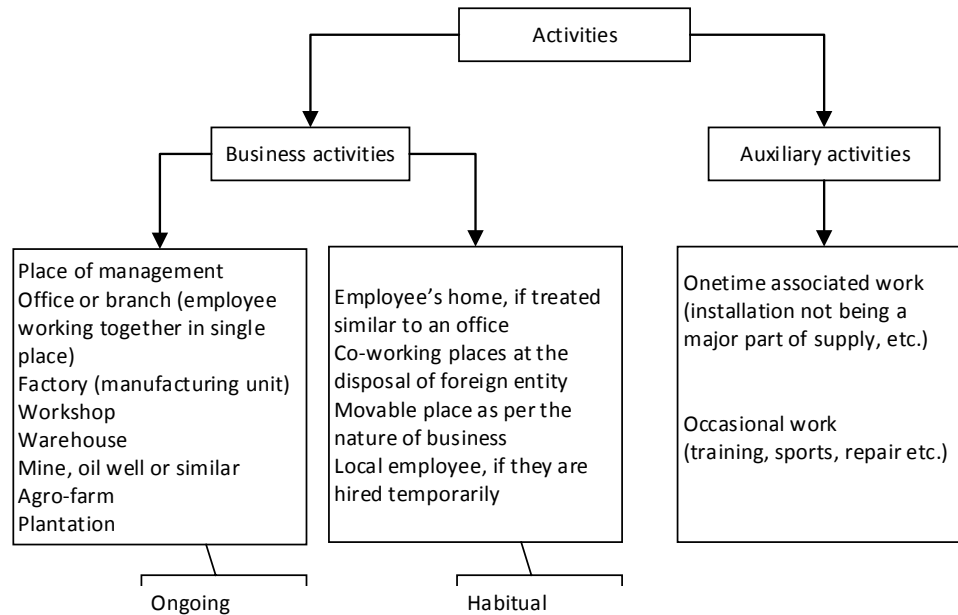 Activities
Business activities
Auxiliary activities
Place of management
Office or branch (employee
working together in single
place)
Factory (manufacturing unit)
Workshop
Warehouse
Mine, oil well or similar
Agro-farm
Plantation
Employee's home, if treated
similar to an office
Co-working places at the
disposal of foreign entity
Movable place as per the
nature of business
Local employee, if they are
hired temporarily
Onetime associated work
(installation not being a
major part of supply, etc.)
Occasional work
(training, sports, repair etc.)
Ongoing
Habitual